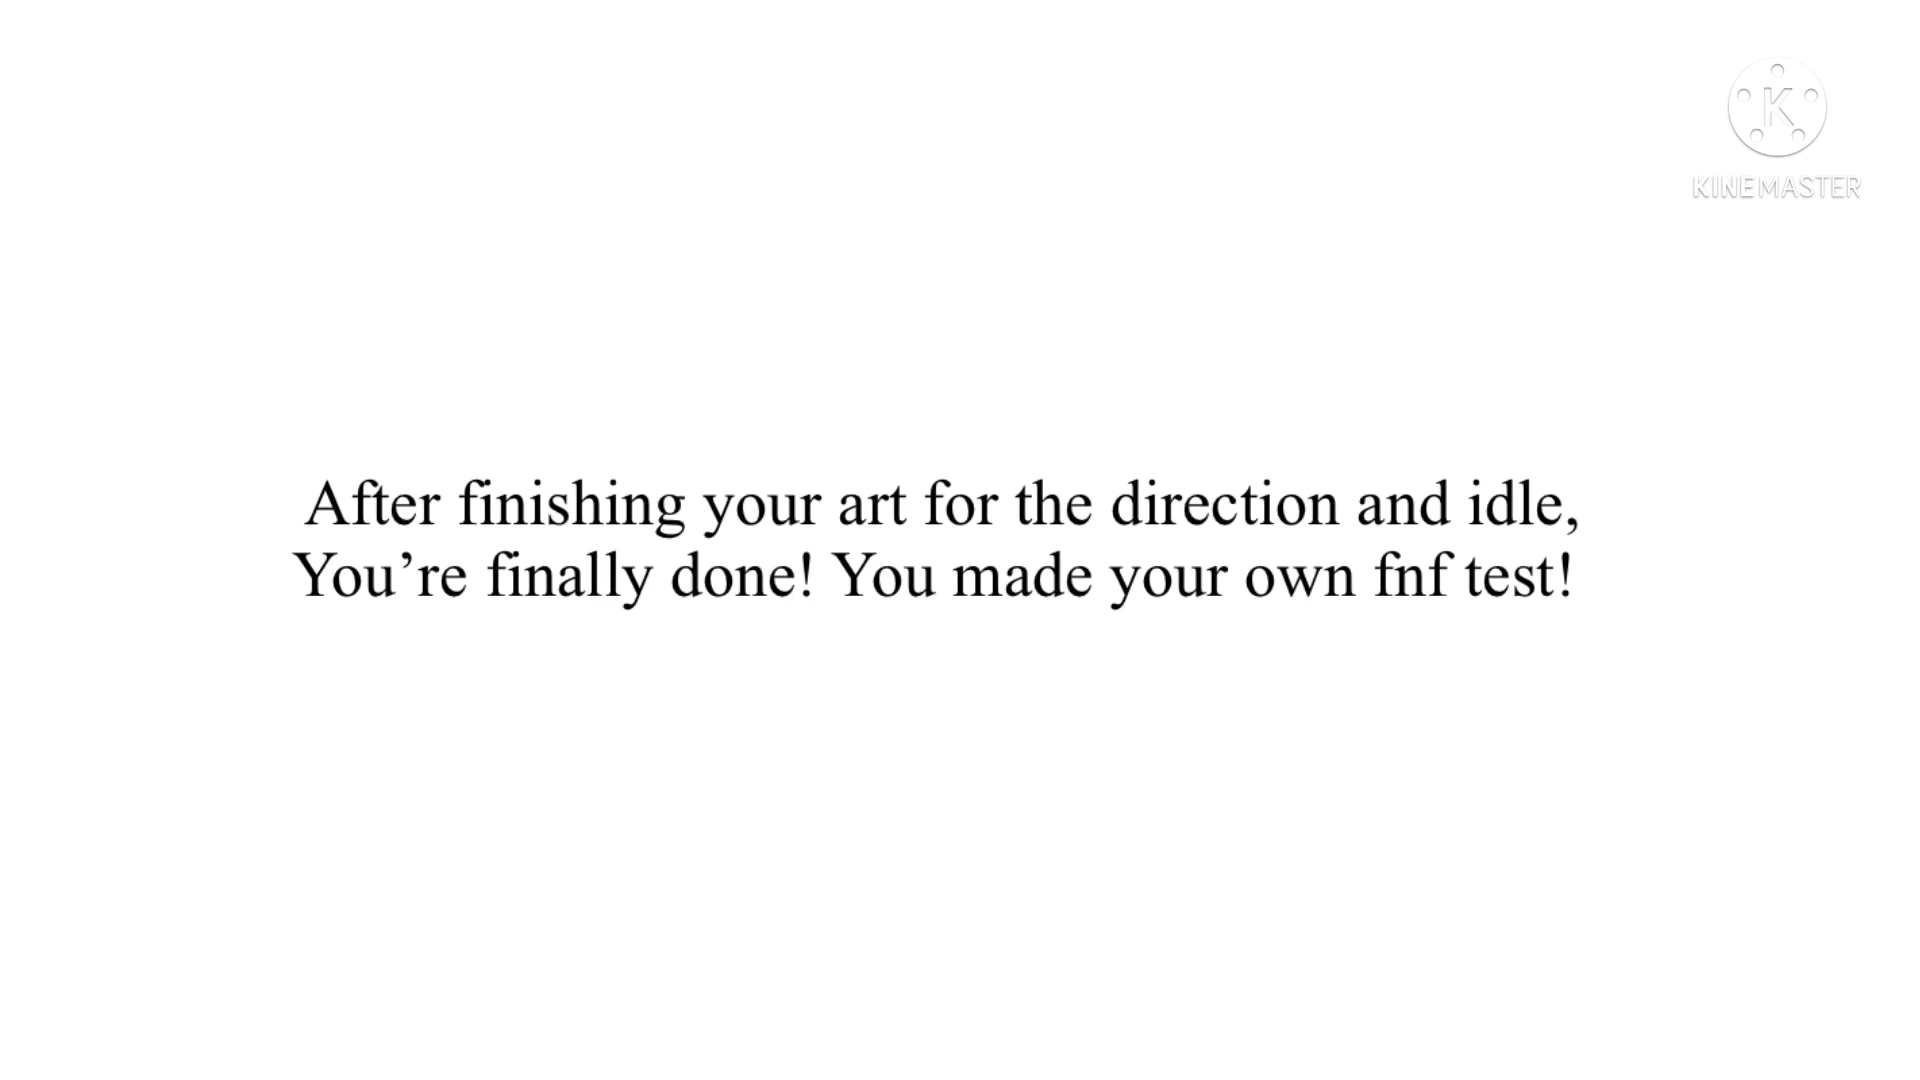 K
KINEMASTER
After finishing your art for the direction and idle,
You’re finally done! You made your own fnf test!